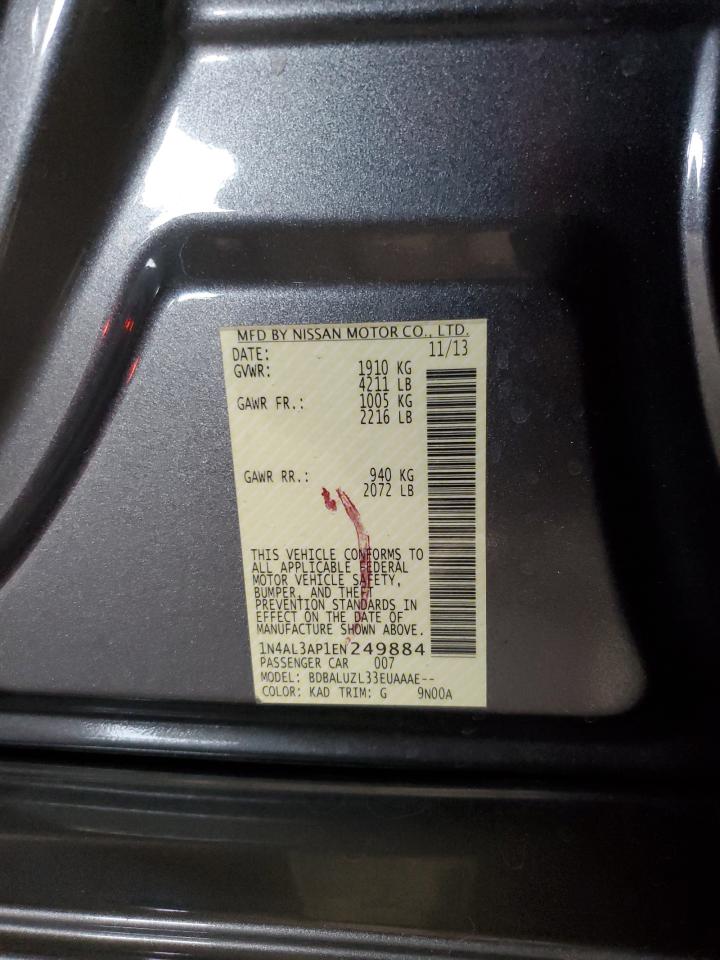 MFD BY NISSAN MOTOR CO., LTD.
DATE: 11/13
GVWR: 1910 KG
4211 LB
GAWR FR.: 1005 KG
2216 LB
GAWR RR.: 940 KG
2072 LB
THIS VEHICLE CONFORMS TO
ALL APPLICABLE FEDERAL
MOTOR VEHICLE SAFETY,
BUMPER, AND THEFT
PREVENTION STANDARDS IN
EFFECT ON THE DATE OF
MANUFACTURE SHOWN ABOVE.
1N4AL3AP1EN249884
PASSENGER CAR 007
MODEL: BDBALUZL33EUAAAE--
COLOR: KAD TRIM: G 9N00A